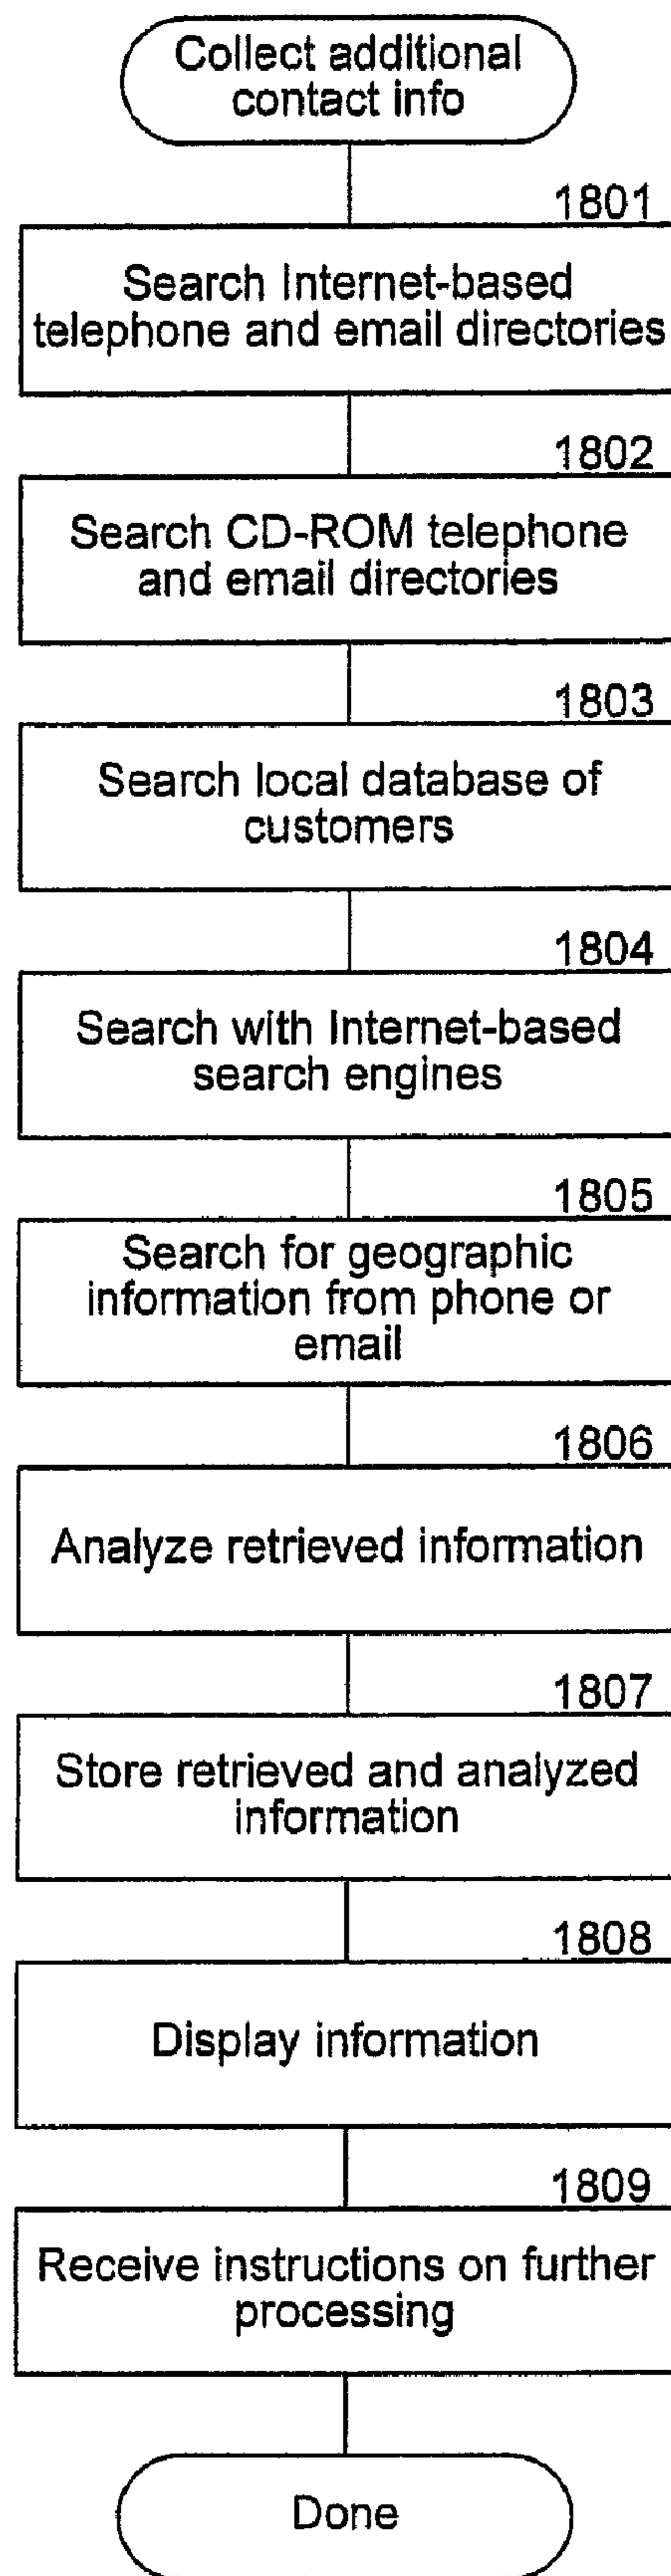 Collect additional
contact info
1801
Search Internet-based
telephone and email directories
1802
Search CD-ROM telephone
and email directories
1803
Search local database of
customers
1804
Search with Internet-based
search engines
1805
Search for geographic
information from phone or
email
1806
Analyze retrieved information
1807
Store retrieved and analyzed
information
1808
Display information
1809
Receive instructions on further
processing
Done